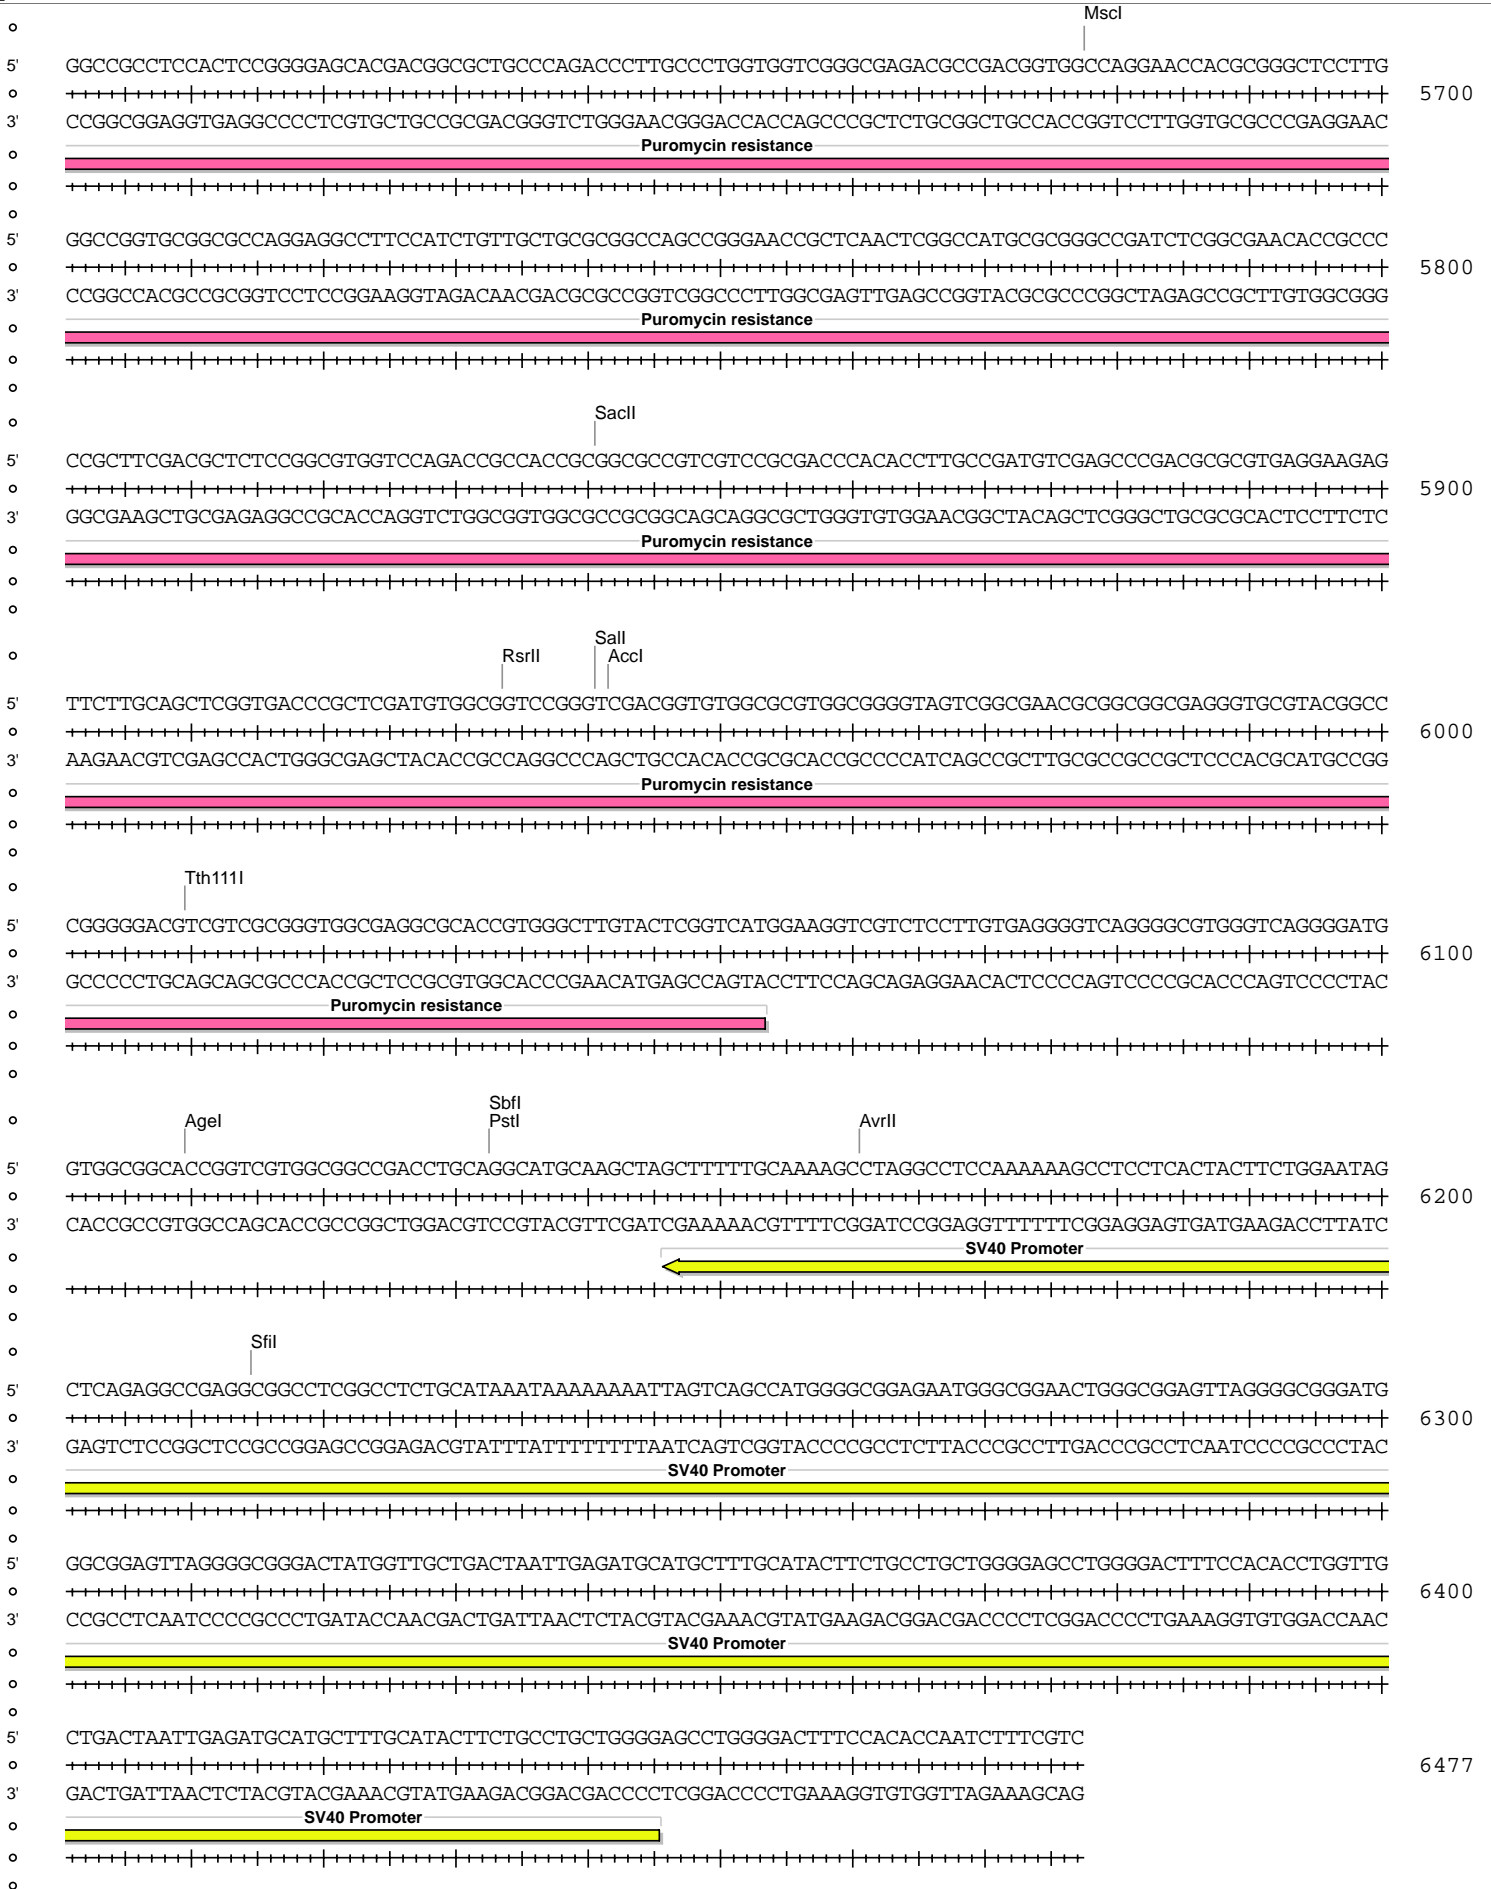 MscI
5' GGCCGCCTCCACTCCGGGGAGCACGACGGCGCTGCCCAGACCCTTGCCCTGGTGGTCGGGCGAGACGCCGACGGTGGCCAGGAACCACGCGGGCTCCTTG
5700
3' CCGGCGGAGGTGAGGCCCCTCGTGCTGCCGCGACGGGTCTGGGAACGGGACCACCAGCCCGCTCTGCGGCTGCCACCGGTCCTTGGTGCGCCCGAGGAAC
Puromycin resistance
5' GGCCGGTGCGGCGCCAGGAGGCCTTCCATCTGTTGCTGCGCGGCCAGCCGGGAACCGCTCAACTCGGCCATGCGCGGGCCGATCTCGGCGAACACCGCCC
5800
3' CCGGCCACGCCGCGGTCCTCCGGAAGGTAGACAACGACGCGCCGGTCGGCCCTTGGCGAGTTGAGCCGGTACGCGCCCGGCTAGAGCCGCTTGTGGCGGG
Puromycin resistance
SacII
5' CCGCTTCGACGCTCTCCGGCGTGGTCCAGACCGCCACCGCGGCGCCGTCGTCCGCGACCCACACCTTGCCGATGTCGAGCCCGACGCGCGTGAGGAAGAG
5900
3' GGCGAAGCTGCGAGAGGCCGCACCAGGTCTGGCGGTGGCGCCGCGGCAGCAGGCGCTGGGTGTGGAACGGCTACAGCTCGGGCTGCGCGCACTCCTTCTC
Puromycin resistance
SalI
RsrII AccI
5' TTCTTGCAGCTCGGTGACCCGCTCGATGTGGCGGTCCGGGTCGACGGTGTGGCGCGTGGCGGGGTAGTCGGCGAACGCGGCGGCGAGGGTGCGTACGGCC
6000
3' AAGAACGTCGAGCCACTGGGCGAGCTACACCGCCAGGCCCAGCTGCCACACCGCGCACCGCCCCATCAGCCGCTTGCGCCGCCGCTCCCACGCATGCCGG
Puromycin resistance
Tth111I
5' CGGGGGACGTCGTCGCGGGTGGCGAGGCGCACCGTGGGCTTGTACTCGGTCATGGAAGGTCGTCTCCTTGTGAGGGGTCAGGGGCGTGGGTCAGGGGATG
6100
3' GCCCCCTGCAGCAGCGCCCACCGCTCCGCGTGGCACCCGAACATGAGCCAGTACCTTCCAGCAGAGGAACACTCCCCAGTCCCCGCACCCAGTCCCCTAC
Puromycin resistance
SbfI
AgeI PstI AvrII
5' GTGGCGGCACCGGTCGTGGCGGCCGACCTGCAGGCATGCAAGCTAGCTTTTTGCAAAAGCCTAGGCCTCCAAAAAAGCCTCCTCACTACTTCTGGAATAG
6200
3' CACCGCCGTGGCCAGCACCGCCGGCTGGACGTCCGTACGTTCGATCGAAAAACGTTTTCGGATCCGGAGGTTTTTTCGGAGGAGTGATGAAGACCTTATC
SV40 Promoter
SfiI
5' CTCAGAGGCCGAGGCGGCCTCGGCCTCTGCATAAATAAAAAAAATTAGTCAGCCATGGGGCGGAGAATGGGCGGAACTGGGCGGAGTTAGGGGCGGGATG
6300
3' GAGTCTCCGGCTCCGCCGGAGCCGGAGACGTATTTATTTTTTTTAATCAGTCGGTACCCCGCCTCTTACCCGCCTTGACCCGCCTCAATCCCCGCCCTAC
SV40 Promoter
5' GGCGGAGTTAGGGGCGGGACTATGGTTGCTGACTAATTGAGATGCATGCTTTGCATACTTCTGCCTGCTGGGGAGCCTGGGGACTTTCCACACCTGGTTG
6400
3' CCGCCTCAATCCCCGCCCTGATACCAACGACTGATTAACTCTACGTACGAAACGTATGAAGACGGACGACCCCTCGGACCCCTGAAAGGTGTGGACCAAC
SV40 Promoter
5' CTGACTAATTGAGATGCATGCTTTGCATACTTCTGCCTGCTGGGGAGCCTGGGGACTTTCCACACCAATCTTTCGTC
6477
3' GACTGATTAACTCTACGTACGAAACGTATGAAGACGGACGACCCCTCGGACCCCTGAAAGGTGTGGTTAGAAAGCAG
SV40 Promoter